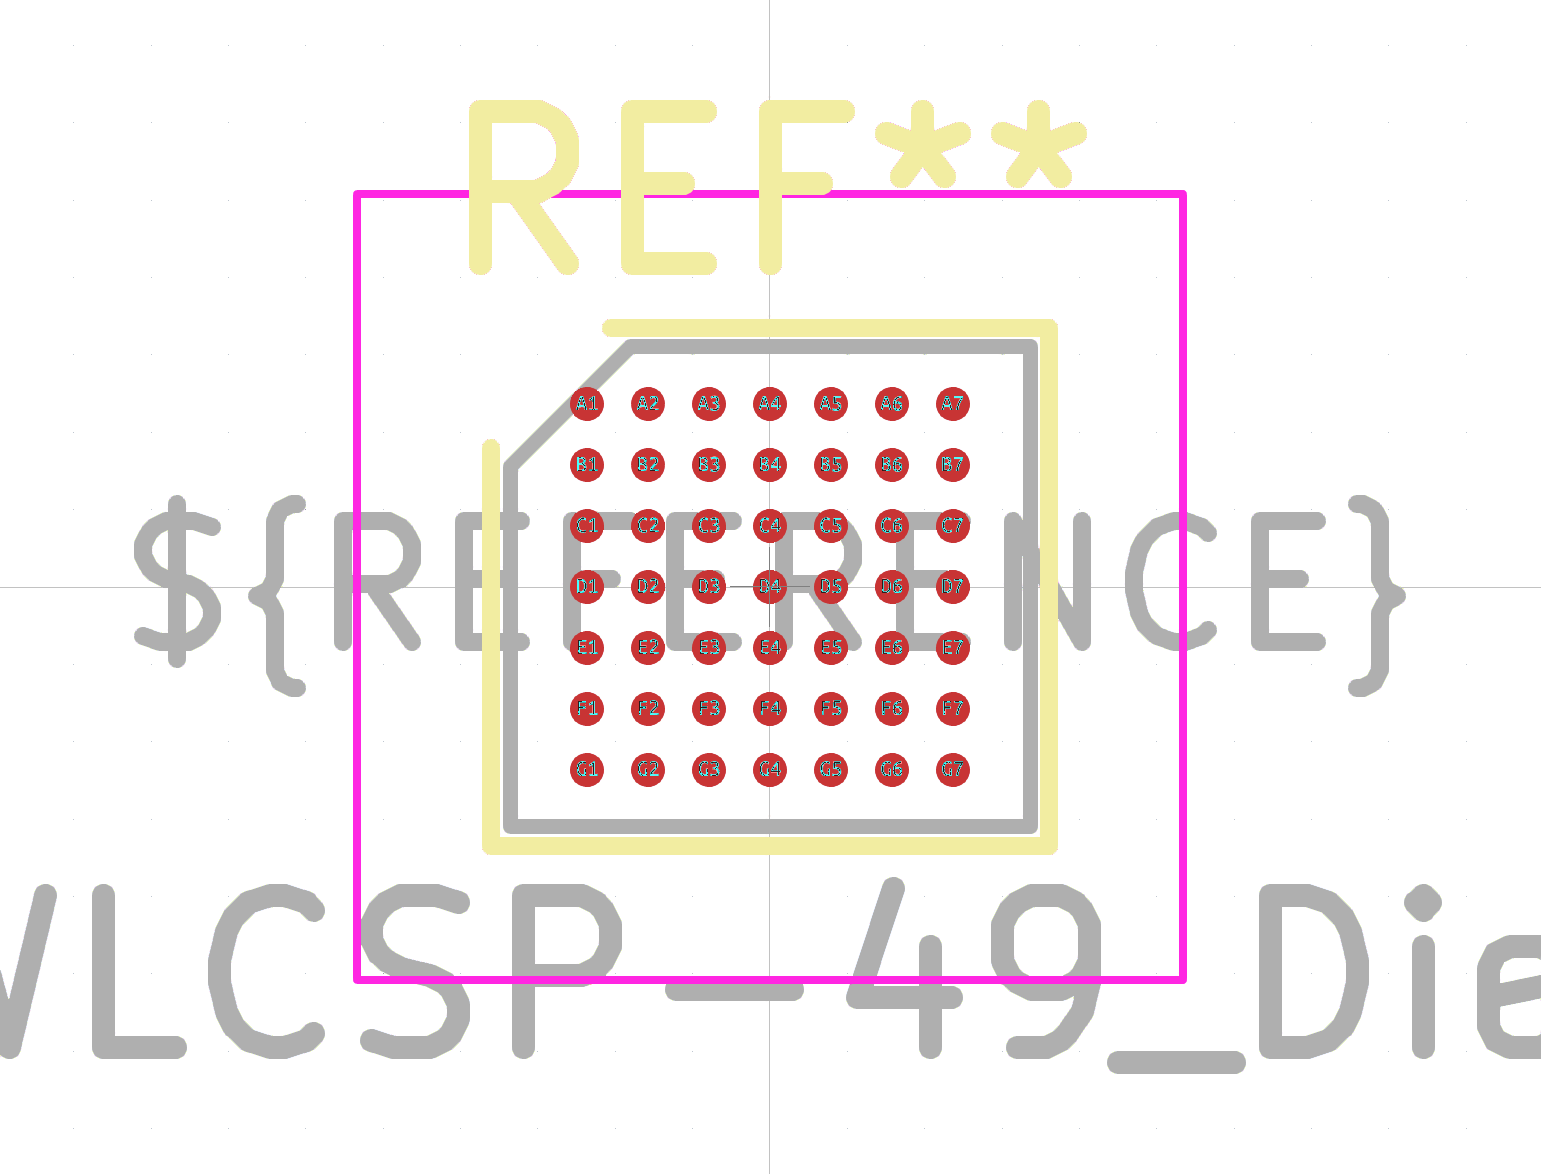 REF**
A1 A2 A3 A4 A5 A6 A7
B1 B2 B3 B4 B5 B6 B7
C1 C2 C3 C4 C5 C6 C7
${REFERENCE}
D1 D2 D3 D4 D5 D6 D7
E1 E2 E3 E4 E5 E6 E7
F1 F2 F3 F4 F5 F6 F7
G1 G2 G3 G4 G5 G6 G7
WLCSP-49_Die